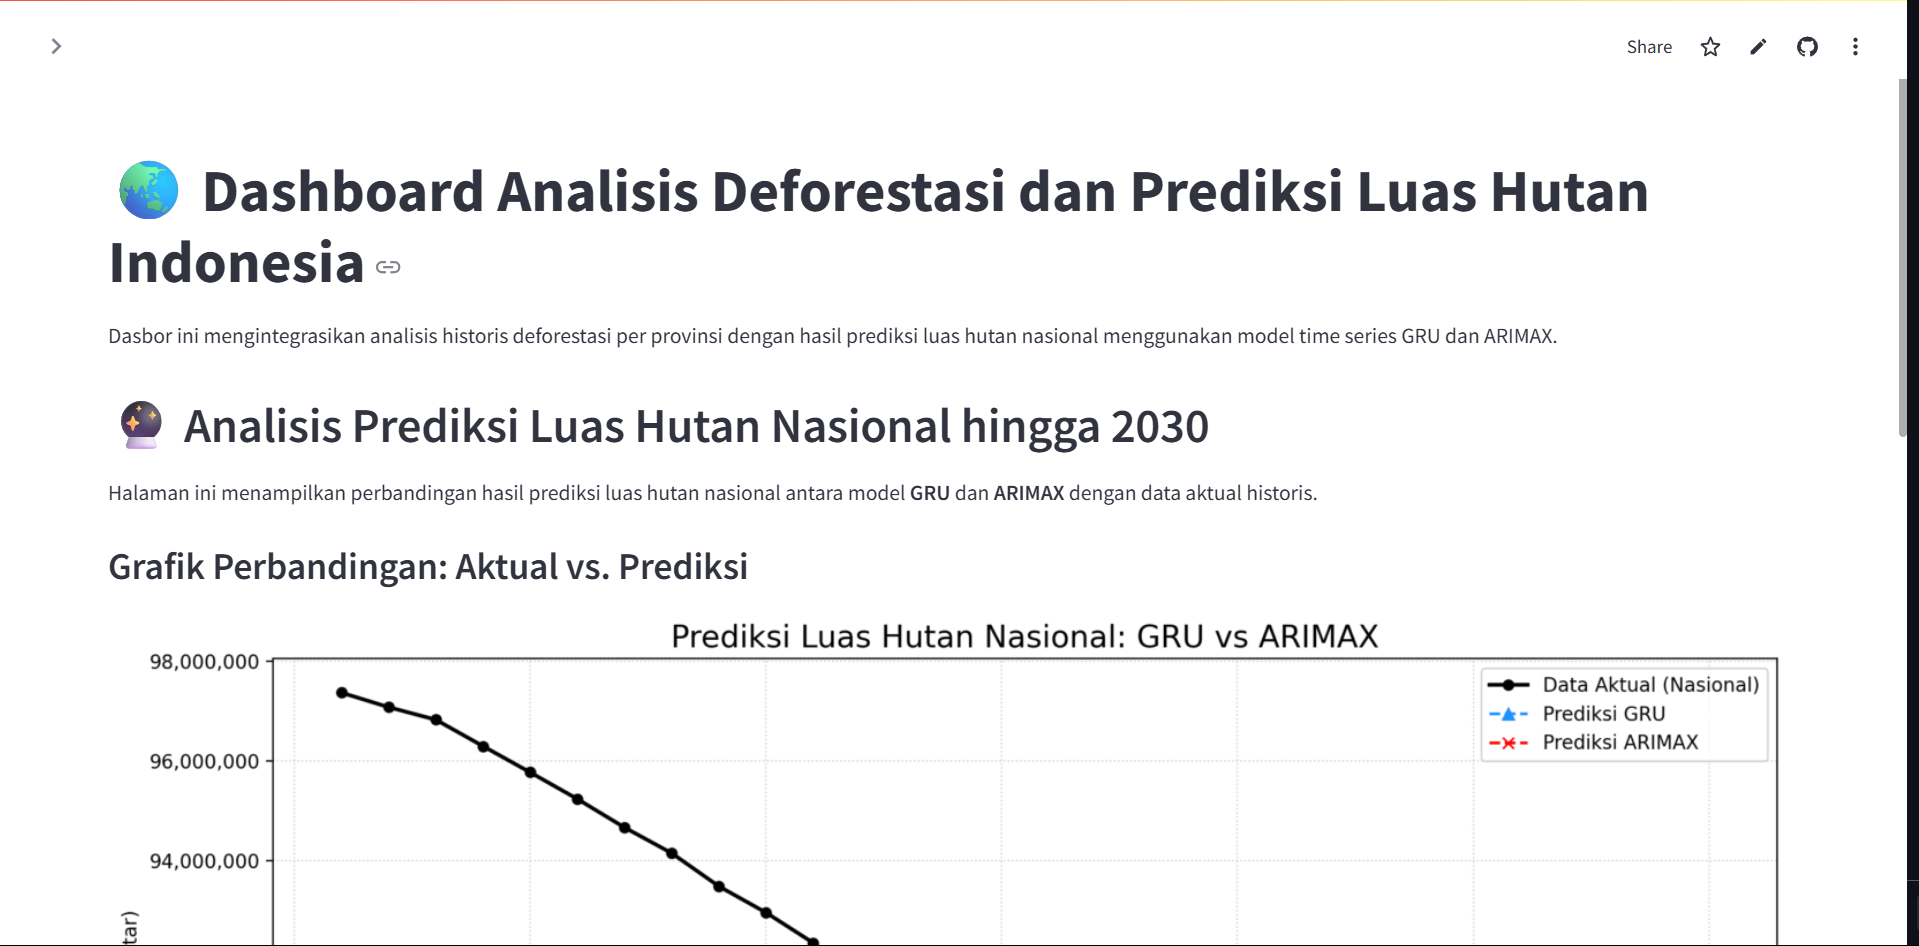 Share
Dashboard Analisis Deforestasi dan Prediksi Luas Hutan
Indonesia
Dasbor ini mengintegrasikan analisis historis deforestasi per provinsi dengan hasil prediksi luas hutan nasional menggunakan model time series GRU dan ARIMAX.
Analisis Prediksi Luas Hutan Nasional hingga 2030
Halaman ini menampilkan perbandingan hasil prediksi luas hutan nasional antara model GRU dan ARIMAX dengan data aktual historis.
Grafik Perbandingan: Aktual vs. Prediksi
Prediksi Luas Hutan Nasional: GRU vs ARIMAX
98,000,000
96,000,000
94,000,000
Data Aktual (Nasional)
Prediksi GRU
Prediksi ARIMAX